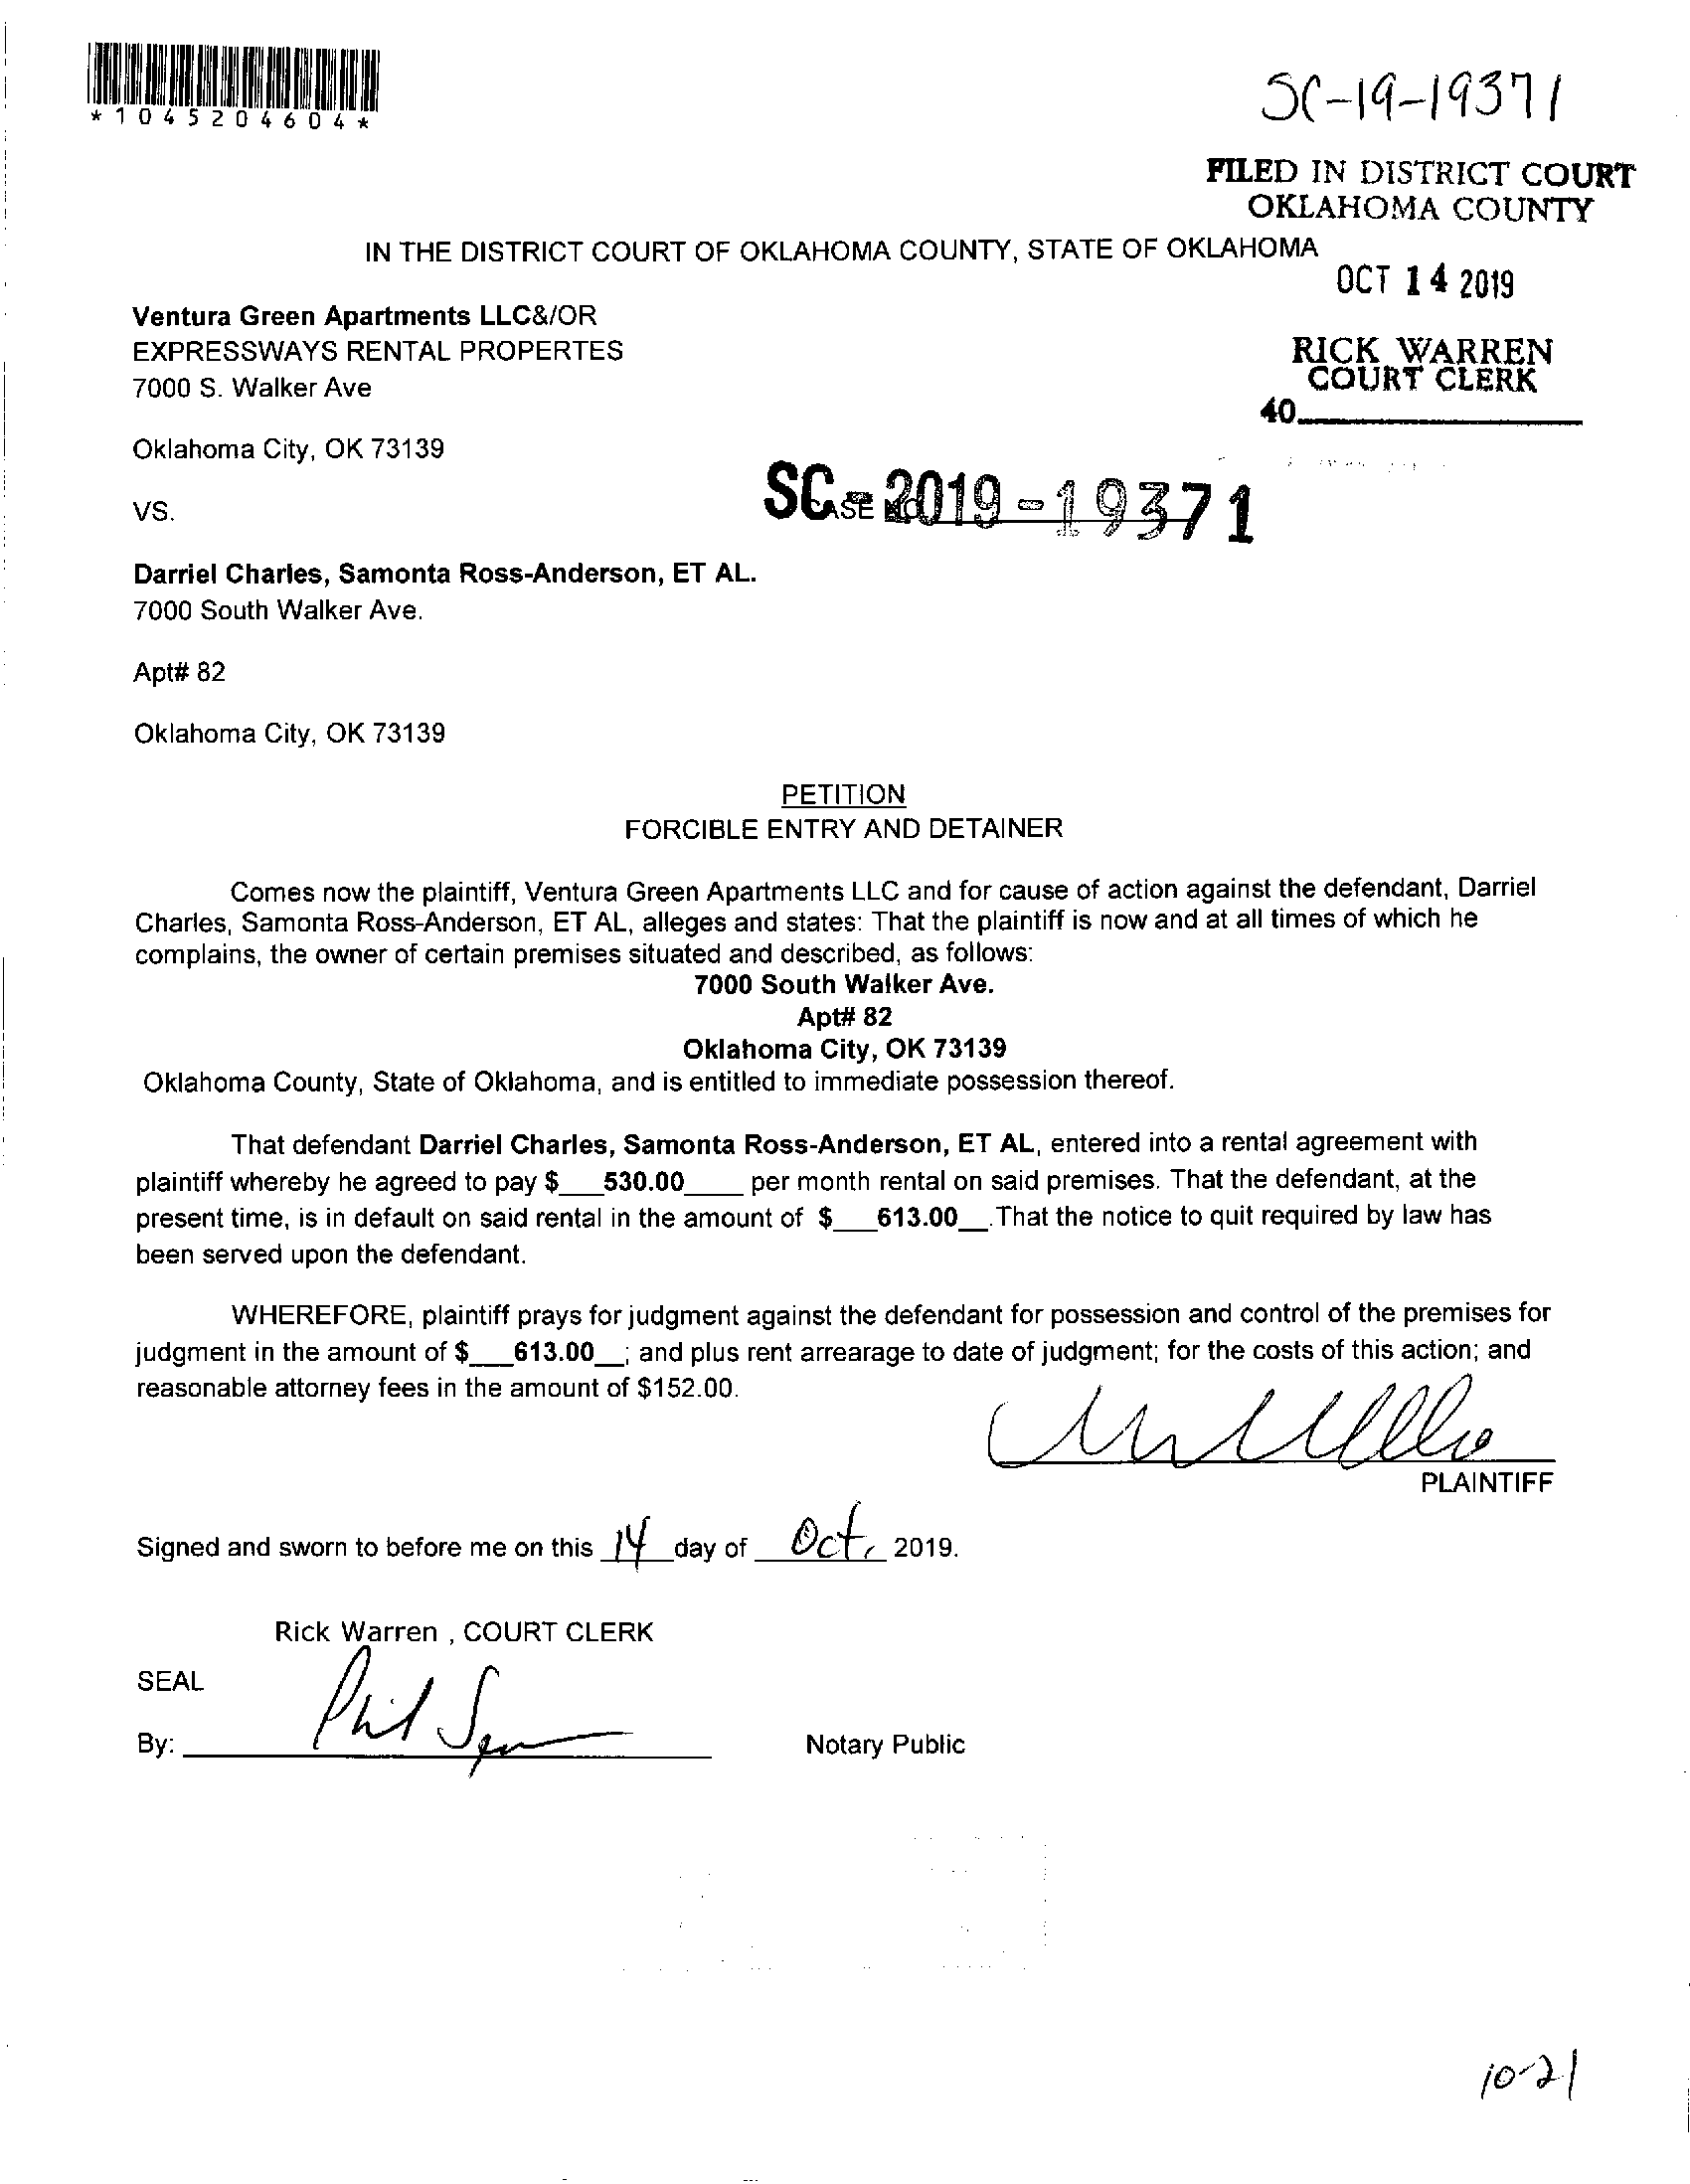 *1045204604*
SC-19-19371
FILED IN DISTRICT COURT
OKLAHOMA COUNTY
IN THE DISTRICT COURT OF OKLAHOMA COUNTY, STATE OF OKLAHOMA
OCT 14 2019
Ventura Green Apartments LLC&/OR
EXPRESSWAYS RENTAL PROPERTES
7000 S. Walker Ave
RICK WARREN
COURT CLERK
40.
Oklahoma City, OK 73139
SC-2019-19371
VS.
Darriel Charles, Samonta Ross-Anderson, ET AL.
7000 South Walker Ave.
Apt# 82
Oklahoma City, OK 73139
PETITION
FORCIBLE ENTRY AND DETAINER
Comes now the plaintiff, Ventura Green Apartments LLC and for cause of action against the defendant, Darriel
Charles, Samonta Ross-Anderson, ET AL, alleges and states: That the plaintiff is now and at all times of which he
complains, the owner of certain premises situated and described, as follows:
7000 South Walker Ave.
Apt# 82
Oklahoma City, OK 73139
Oklahoma County, State of Oklahoma, and is entitled to immediate possession thereof.
That defendant Darriel Charles, Samonta Ross-Anderson, ET AL, entered into a rental agreement with
plaintiff whereby he agreed to pay $___530.00____ per month rental on said premises. That the defendant, at the
present time, is in default on said rental in the amount of $___613.00__.That the notice to quit required by law has
been served upon the defendant.
WHEREFORE, plaintiff prays for judgment against the defendant for possession and control of the premises for
judgment in the amount of $___613.00__; and plus rent arrearage to date of judgment; for the costs of this action; and
reasonable attorney fees in the amount of $152.00.
PLAINTIFF
Signed and sworn to before me on this 14 day of Oct, 2019.
Rick Warren , COURT CLERK
SEAL
By: Notary Public
10-21